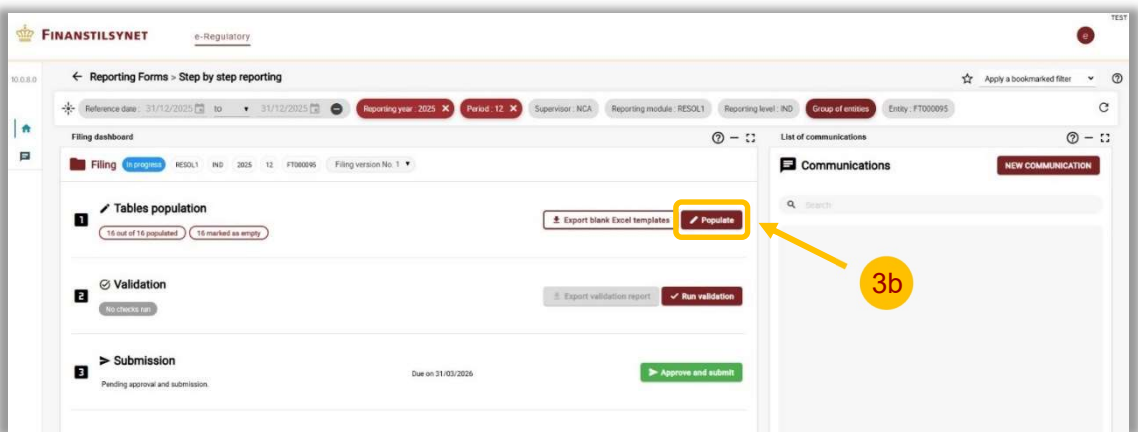 TEST
FINANSTILSYNET e-Regulatory e
10.0.8.0
← Reporting Forms > Step by step reporting Apply a bookmarked filter
Reference date: 31/12/2025 to 31/12/2025 Reporting year: 2025 Period: 12 Supervisor: NCA Reporting module: RESOL1 Reporting level: IND Group of entities Entity: FT000095
Filing dashboard
Filing In progress RESOL1 IND 2025 12 FT000095 Filing version No. 1
1 Tables population
16 out of 16 populated 16 marked as empty
Export blank Excel templates Populate
2 Validation
No checks ran
Export validation report Run validation
3 Submission
Pending approval and submission.
Due on 31/03/2026
Approve and submit
List of communications
Communications NEW COMMUNICATION
Search
3b